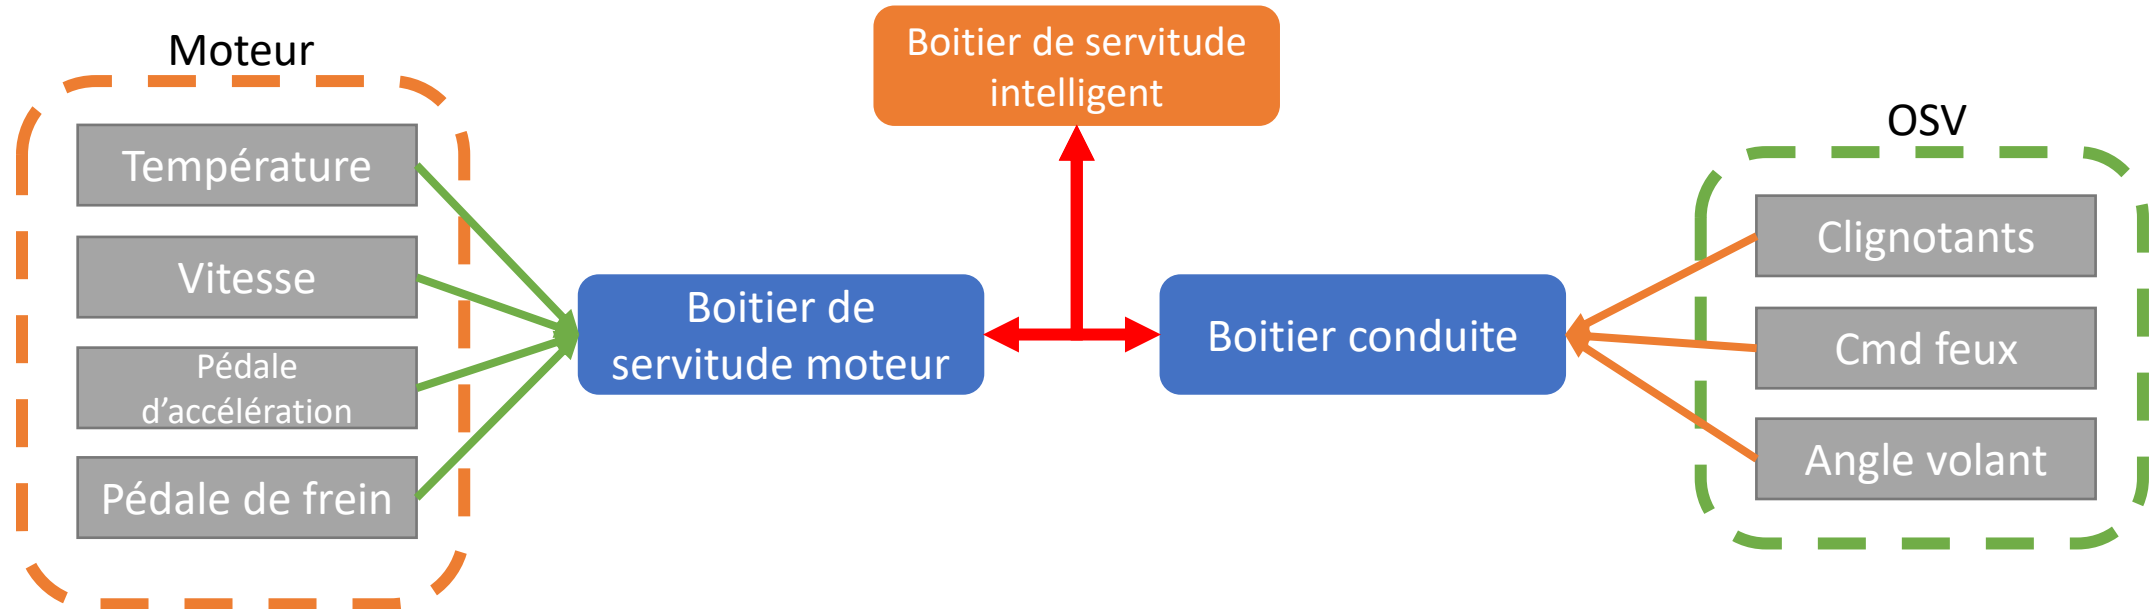 Moteur
Température
Vitesse
Pédale
d’accélération
Pédale de frein
Boitier de
servitude moteur
Boitier de servitude
intelligent
Boitier conduite
OSV
Clignotants
Cmd feux
Angle volant